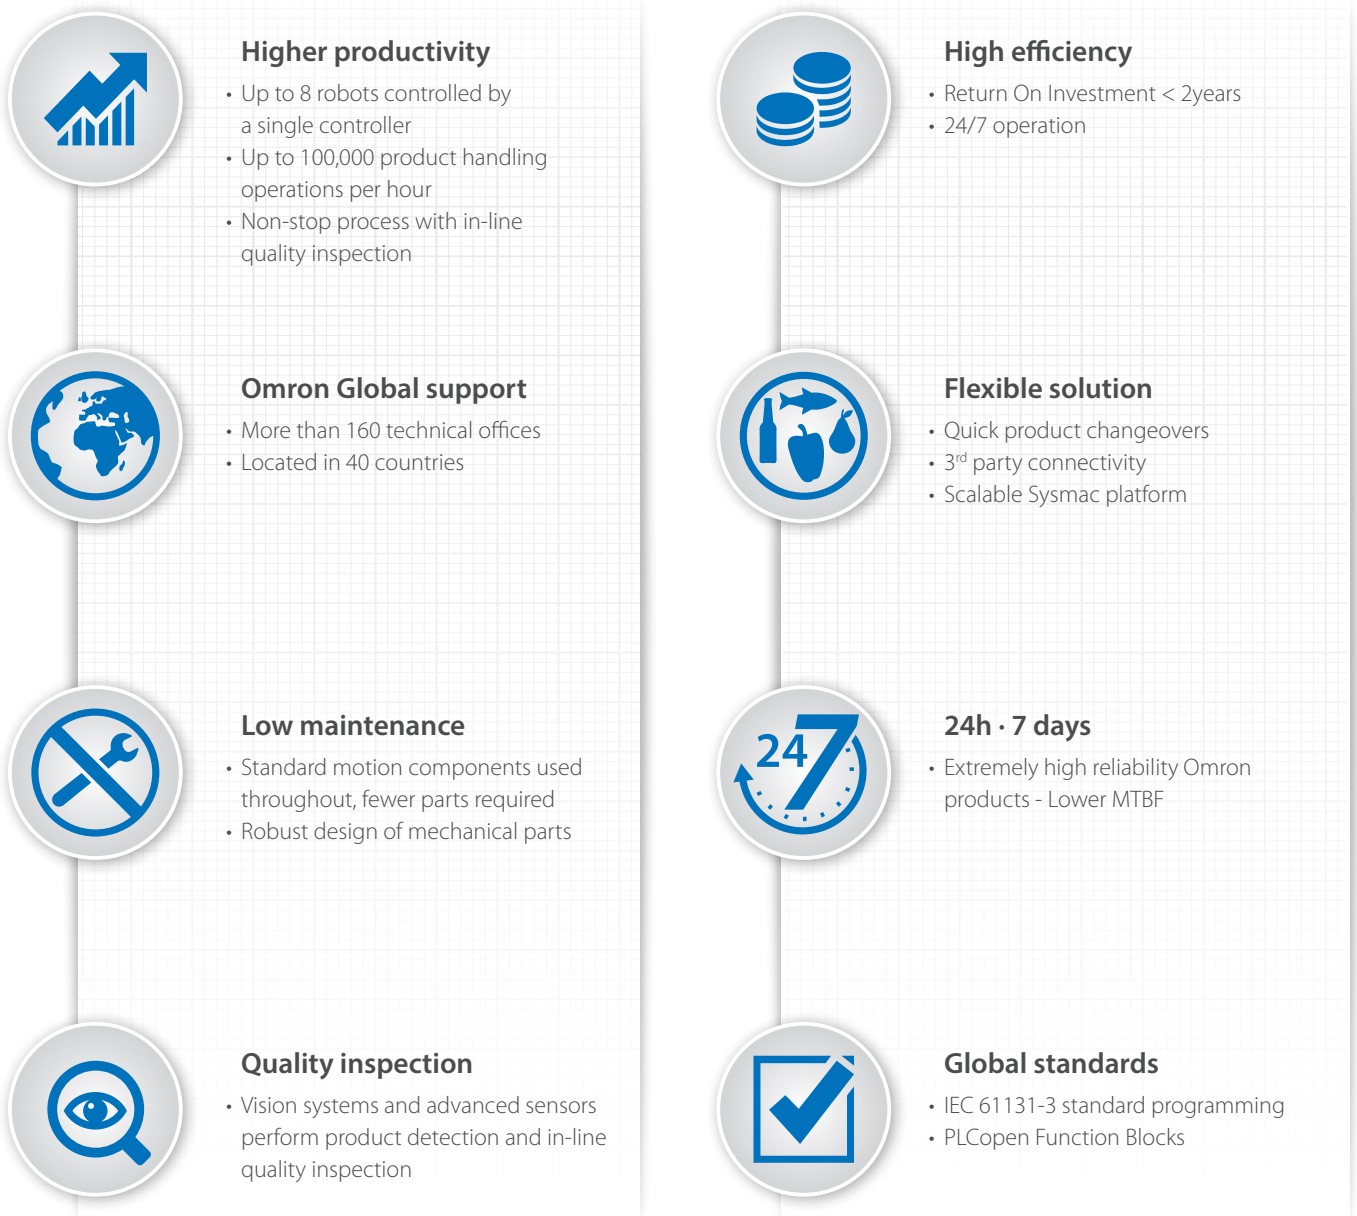 Higher productivity
• Up to 8 robots controlled by
a single controller
• Up to 100,000 product handling
operations per hour
• Non-stop process with in-line
quality inspection
High efficiency
• Return On Investment < 2years
• 24/7 operation
Omron Global support
• More than 160 technical offices
• Located in 40 countries
Flexible solution
• Quick product changeovers
• 3rd party connectivity
• Scalable Sysmac platform
Low maintenance
• Standard motion components used
throughout, fewer parts required
• Robust design of mechanical parts
24 7
24h · 7 days
• Extremely high reliability Omron
products - Lower MTBF
Quality inspection
• Vision systems and advanced sensors
perform product detection and in-line
quality inspection
Global standards
• IEC 61131-3 standard programming
• PLCopen Function Blocks